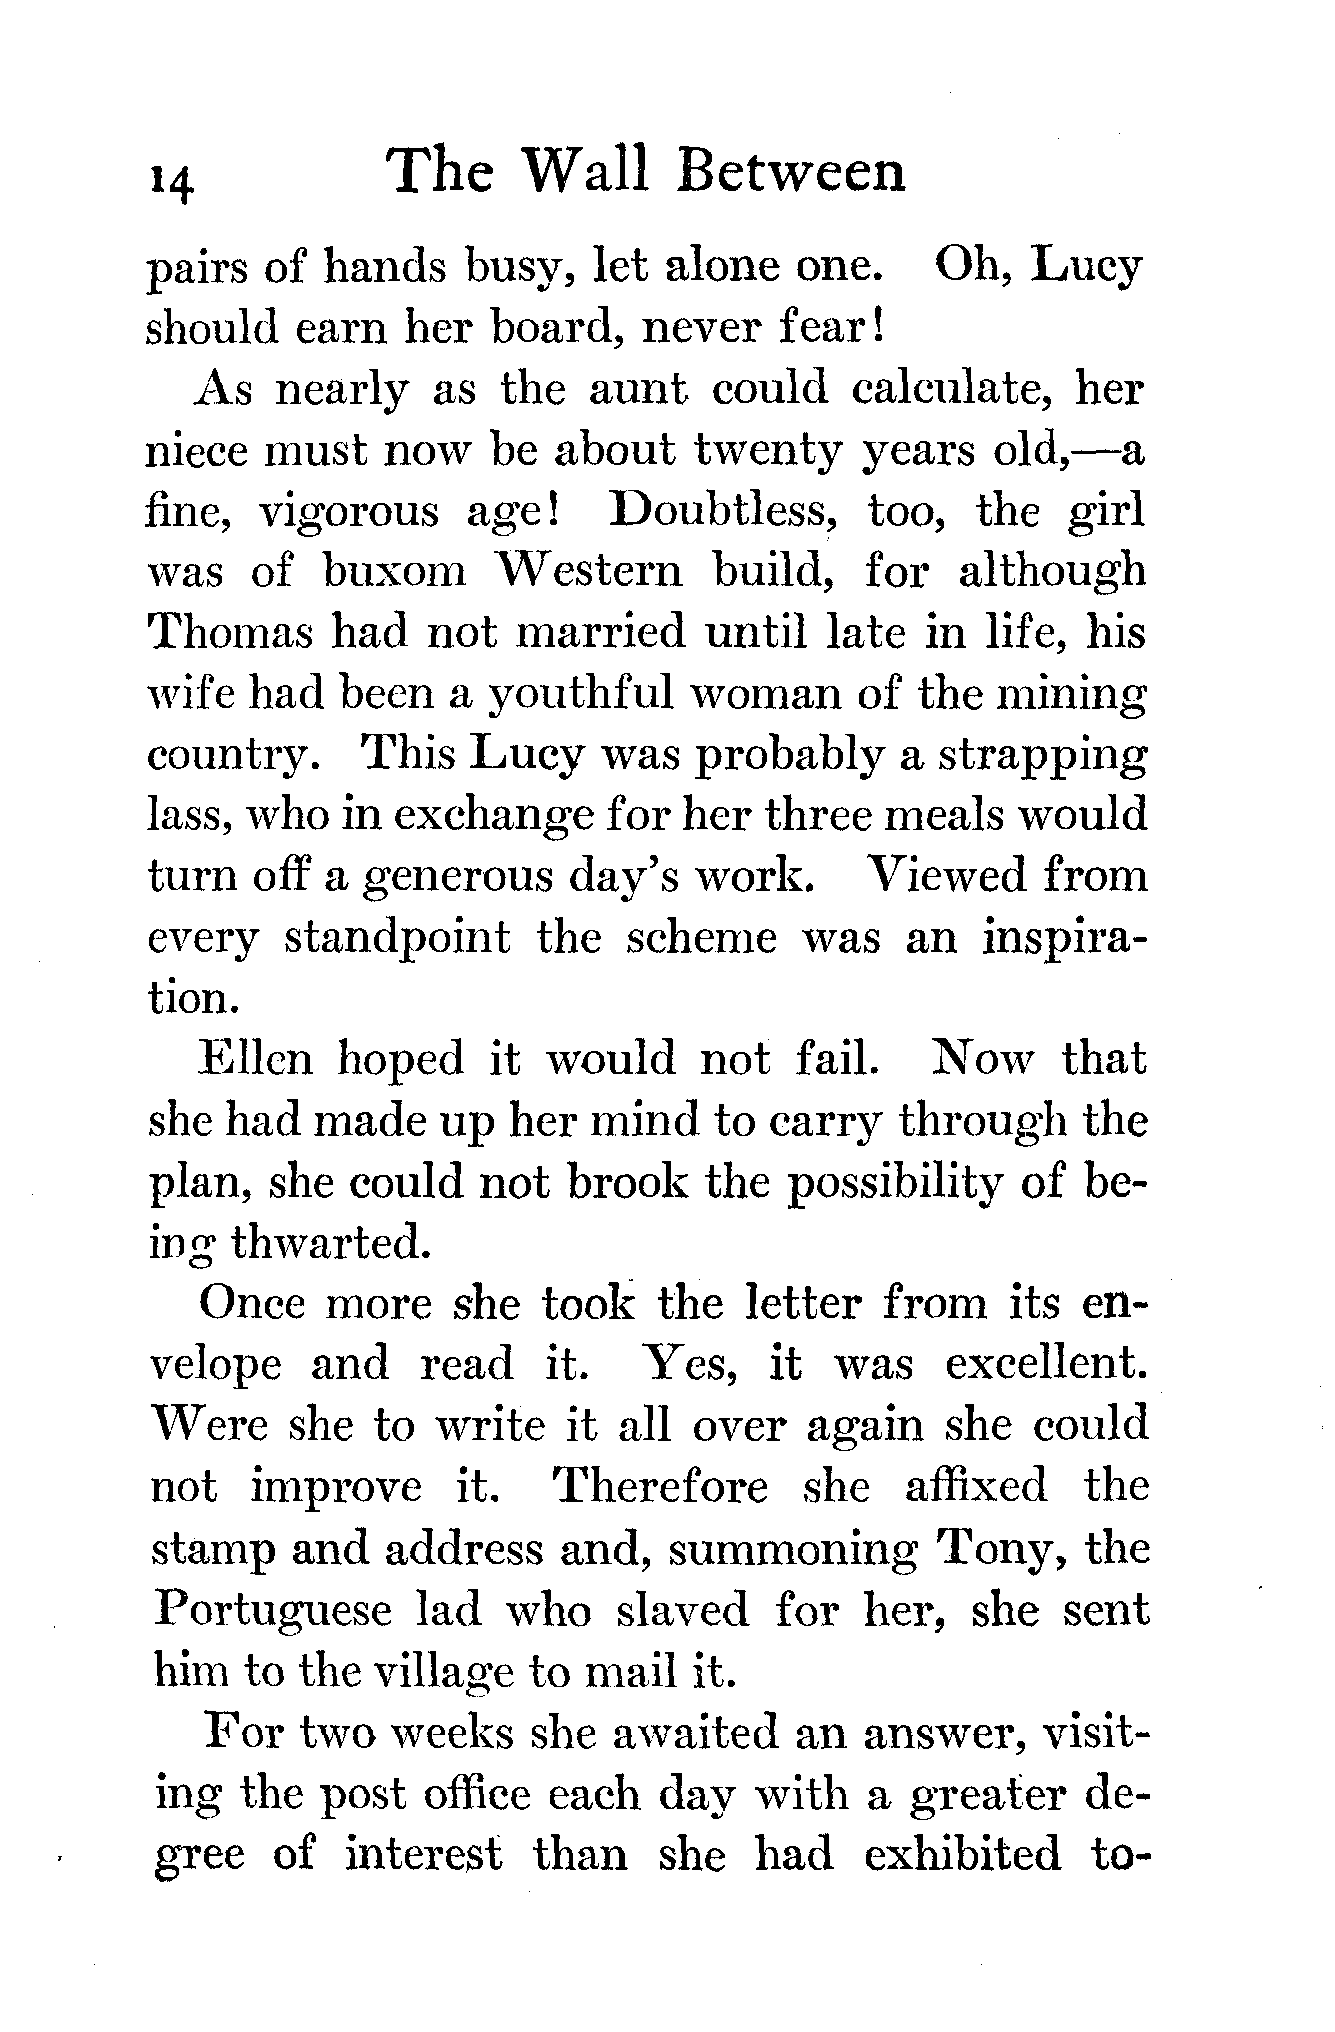 14 The Wall Between
pairs of hands busy, let alone one. Oh, Lucy
should earn her board, never fear!
As nearly as the aunt could calculate, her
niece must now be about twenty years old,—a
fine, vigorous age! Doubtless, too, the girl
was of buxom Western build, for although
Thomas had not married until late in life, his
wife had been a youthful woman of the mining
country. This Lucy was probably a strapping
lass, who in exchange for her three meals would
turn off a generous day's work. Viewed from
every standpoint the scheme was an inspira-
tion.
Ellen hoped it would not fail. Now that
she had made up her mind to carry through the
plan, she could not brook the possibility of be-
ing thwarted.
Once more she took the letter from its en-
velope and read it. Yes, it was excellent.
Were she to write it all over again she could
not improve it. Therefore she affixed the
stamp and address and, summoning Tony, the
Portuguese lad who slaved for her, she sent
him to the village to mail it.
For two weeks she awaited an answer, visit-
ing the post office each day with a greater de-
gree of interest than she had exhibited to-